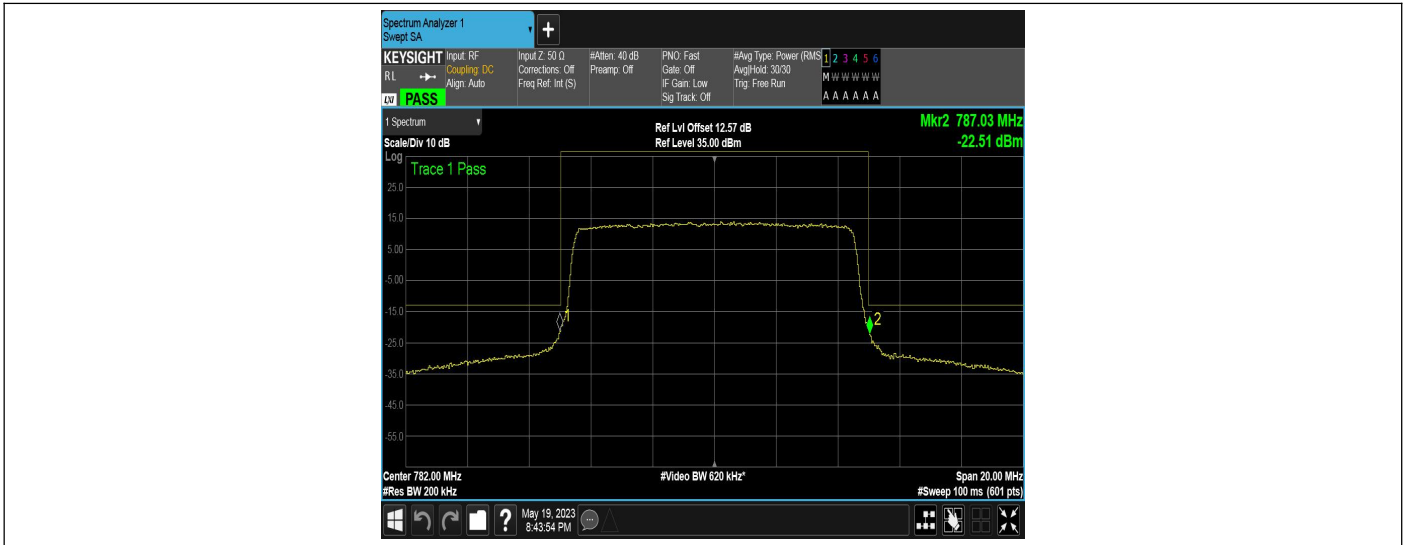 Spectrum Analyzer 1
Swept SA
+
KEYSIGHT
RL
LXI PASS
Input: RF
Coupling: DC
Align: Auto
Input Z: 50 Ω
Corrections: Off
Freq Ref: Int (S)
#Atten: 40 dB
Preamp: Off
PNO: Fast
Gate: Off
IF Gain: Low
Sig Track: Off
#Avg Type: Power (RMS
Avg|Hold: 30/30
Trig: Free Run
1 2 3 4 5 6
M W W W W W
A A A A A A
1 Spectrum
Scale/Div 10 dB
Ref Lvl Offset 12.57 dB
Ref Level 35.00 dBm
Mkr2 787.03 MHz
-22.51 dBm
Log
Trace 1 Pass
25.0
15.0
5.00
-5.00
-15.0
1
2
-25.0
-35.0
-45.0
-55.0
Center 782.00 MHz
#Res BW 200 kHz
#Video BW 620 kHz*
Span 20.00 MHz
#Sweep 100 ms (601 pts)
?
May 19, 2023
8:43:54 PM